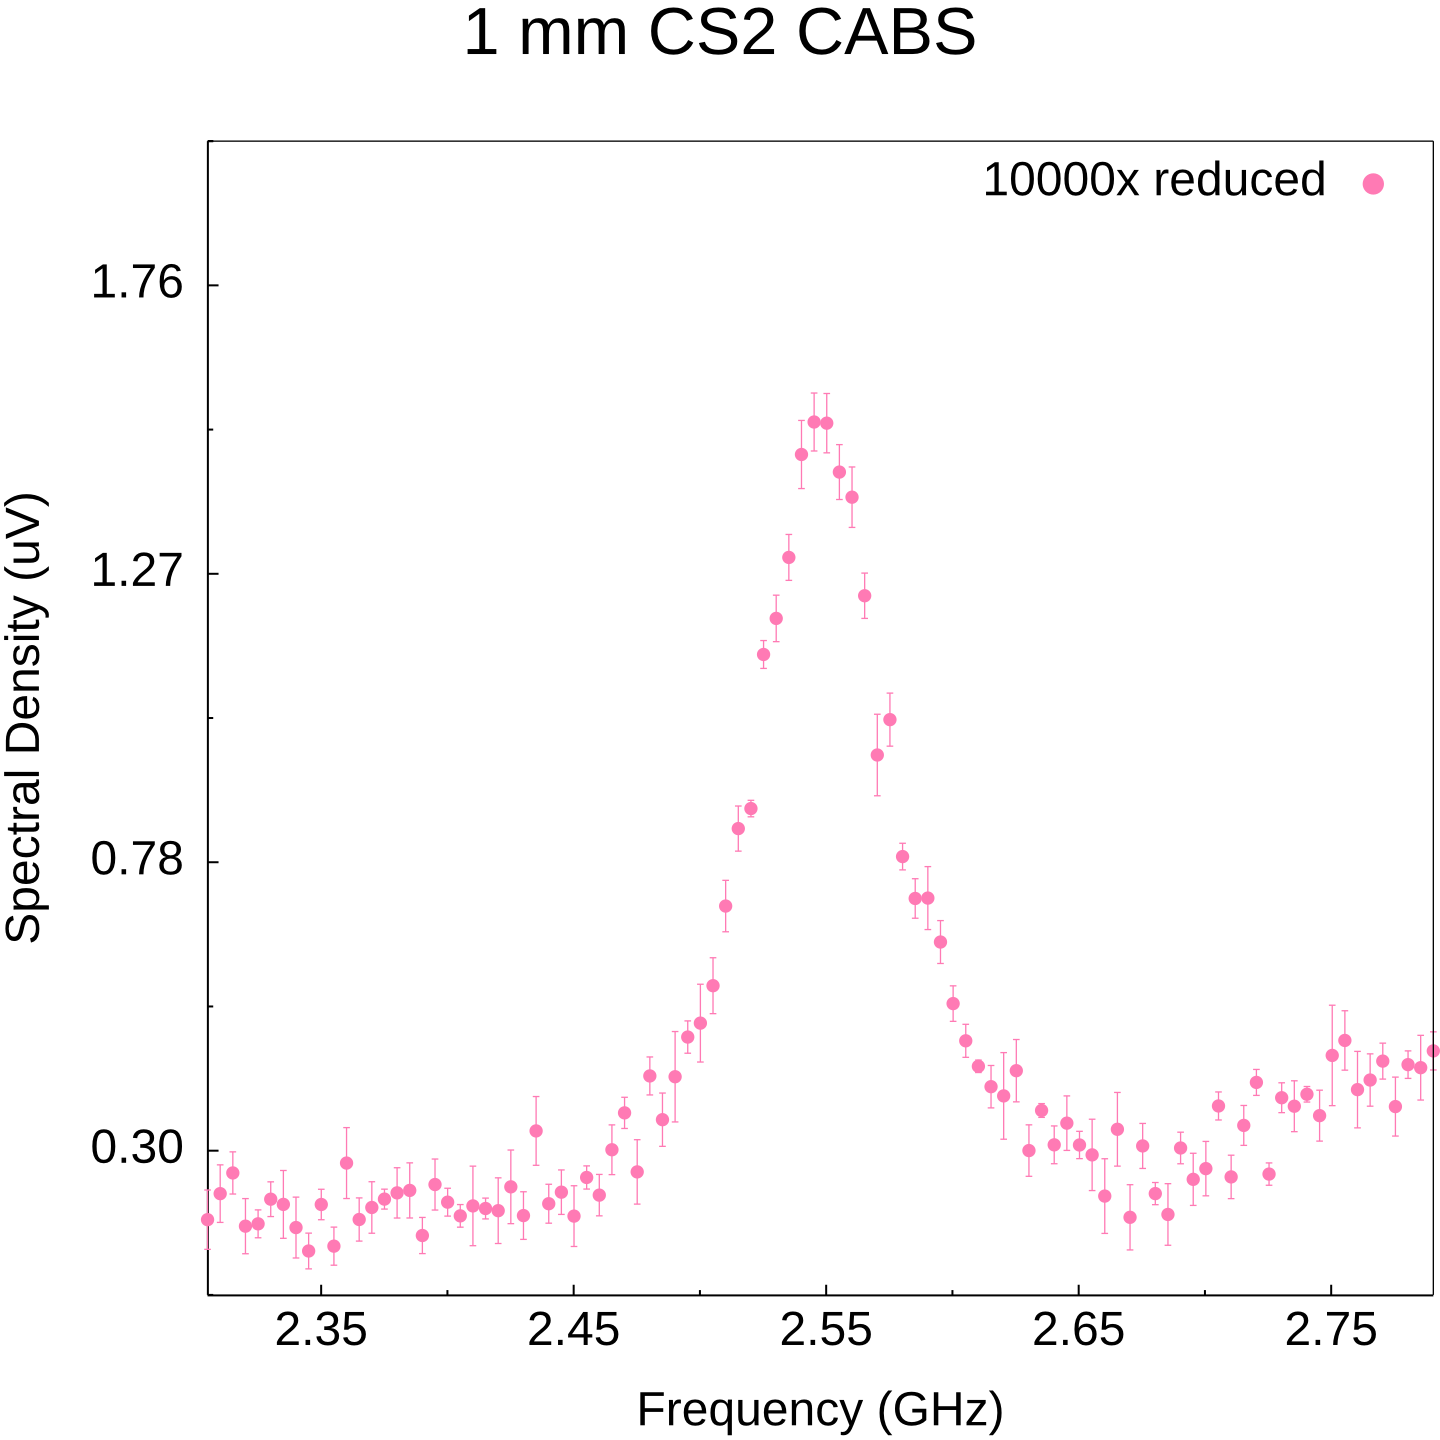 1 mm CS2 CABS
10000x reduced
1.76
1.27
0.78
0.30
Spectral Density (uV)
2.35 2.45 2.55 2.65 2.75
Frequency (GHz)